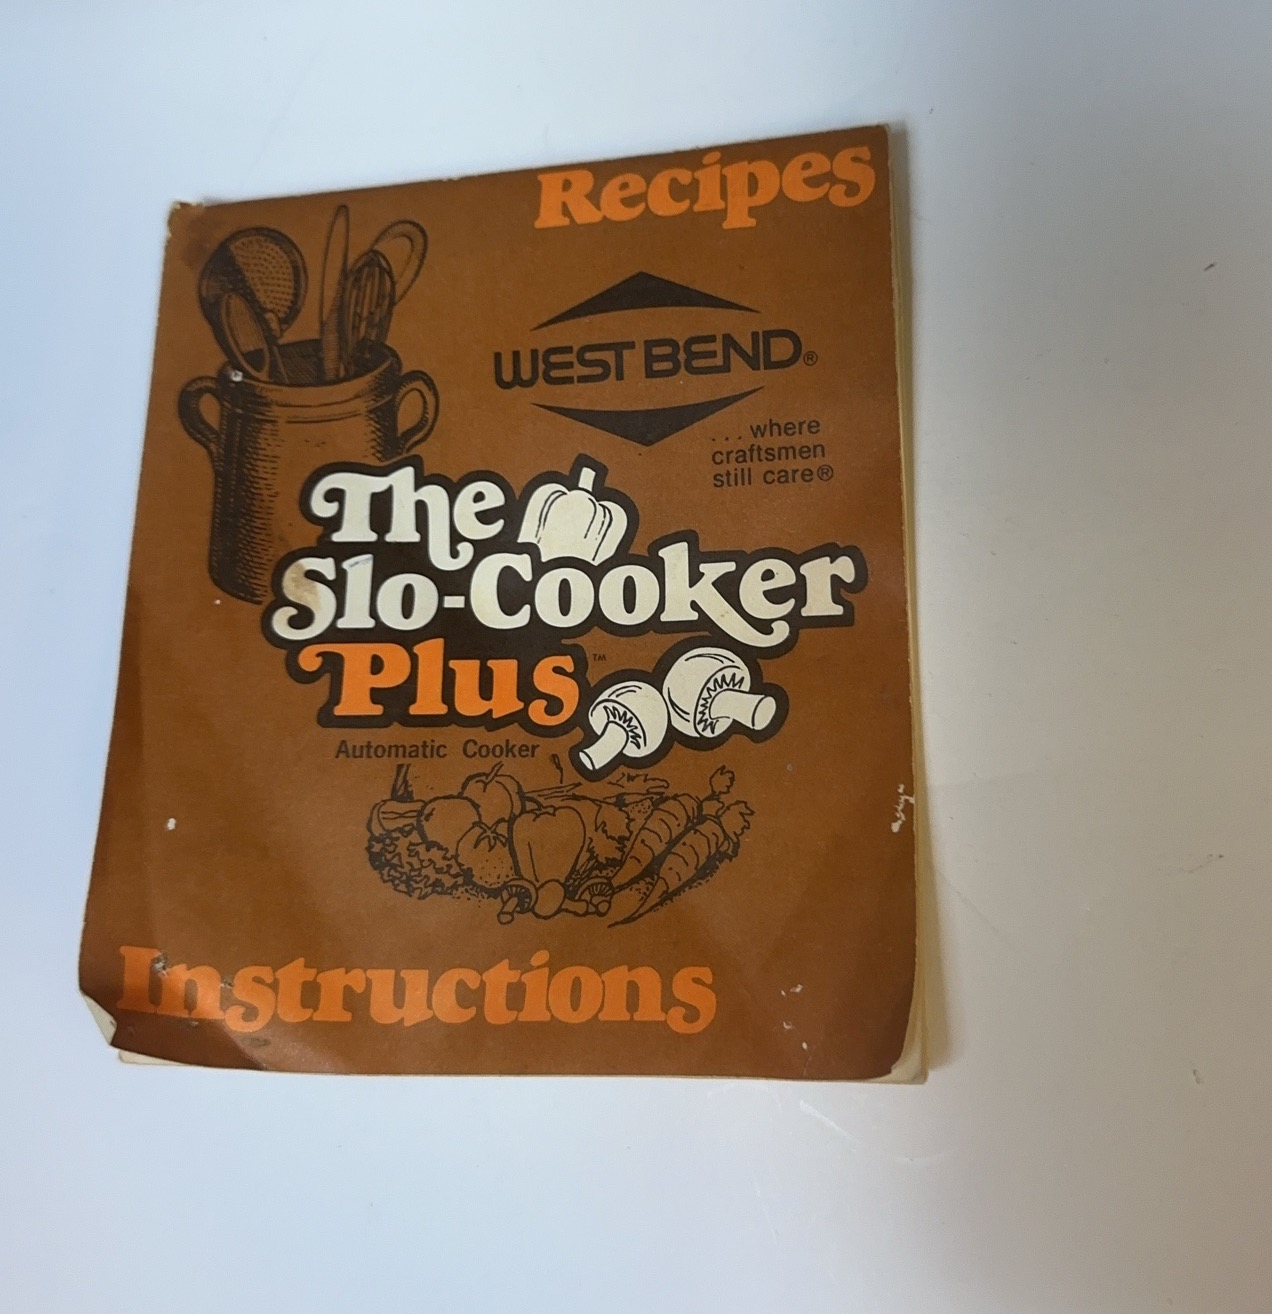 Recipes
WEST BEND®
...where
craftsmen
still care®
The
Slo-Cooker
Plus™
Automatic Cooker
Instructions